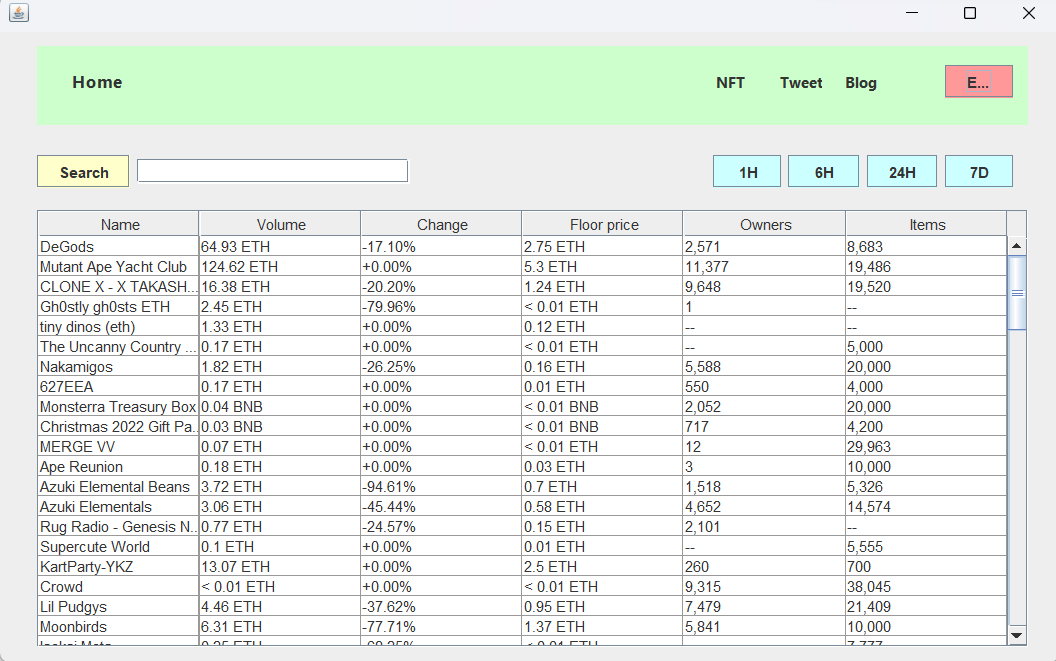 Home NFT Tweet Blog E...
Search 1H 6H 24H 7D
Name Volume Change Floor price Owners Items
DeGods 64.93 ETH -17.10% 2.75 ETH 2,571 8,683
Mutant Ape Yacht Club 124.62 ETH +0.00% 5.3 ETH 11,377 19,486
CLONE X - X TAKASH... 16.38 ETH -20.20% 1.24 ETH 9,648 19,520
Gh0stly gh0sts ETH 2.45 ETH -79.96% < 0.01 ETH 1 --
tiny dinos (eth) 1.33 ETH +0.00% 0.12 ETH -- --
The Uncanny Country ... 0.17 ETH +0.00% < 0.01 ETH -- 5,000
Nakamigos 1.82 ETH -26.25% 0.16 ETH 5,588 20,000
627EEA 0.17 ETH +0.00% 0.01 ETH 550 4,000
Monsterra Treasury Box 0.04 BNB +0.00% < 0.01 BNB 2,052 20,000
Christmas 2022 Gift Pa... 0.03 BNB +0.00% < 0.01 BNB 717 4,200
MERGE VV 0.07 ETH +0.00% < 0.01 ETH 12 29,963
Ape Reunion 0.18 ETH +0.00% 0.03 ETH 3 10,000
Azuki Elemental Beans 3.72 ETH -94.61% 0.7 ETH 1,518 5,326
Azuki Elementals 3.06 ETH -45.44% 0.58 ETH 4,652 14,574
Rug Radio - Genesis N... 0.77 ETH -24.57% 0.15 ETH 2,101 --
Supercute World 0.1 ETH +0.00% 0.01 ETH -- 5,555
KartParty-YKZ 13.07 ETH +0.00% 2.5 ETH 260 700
Crowd < 0.01 ETH +0.00% < 0.01 ETH 9,315 38,045
Lil Pudgys 4.46 ETH -37.62% 0.95 ETH 7,479 21,409
Moonbirds 6.31 ETH -77.71% 1.37 ETH 5,841 10,000